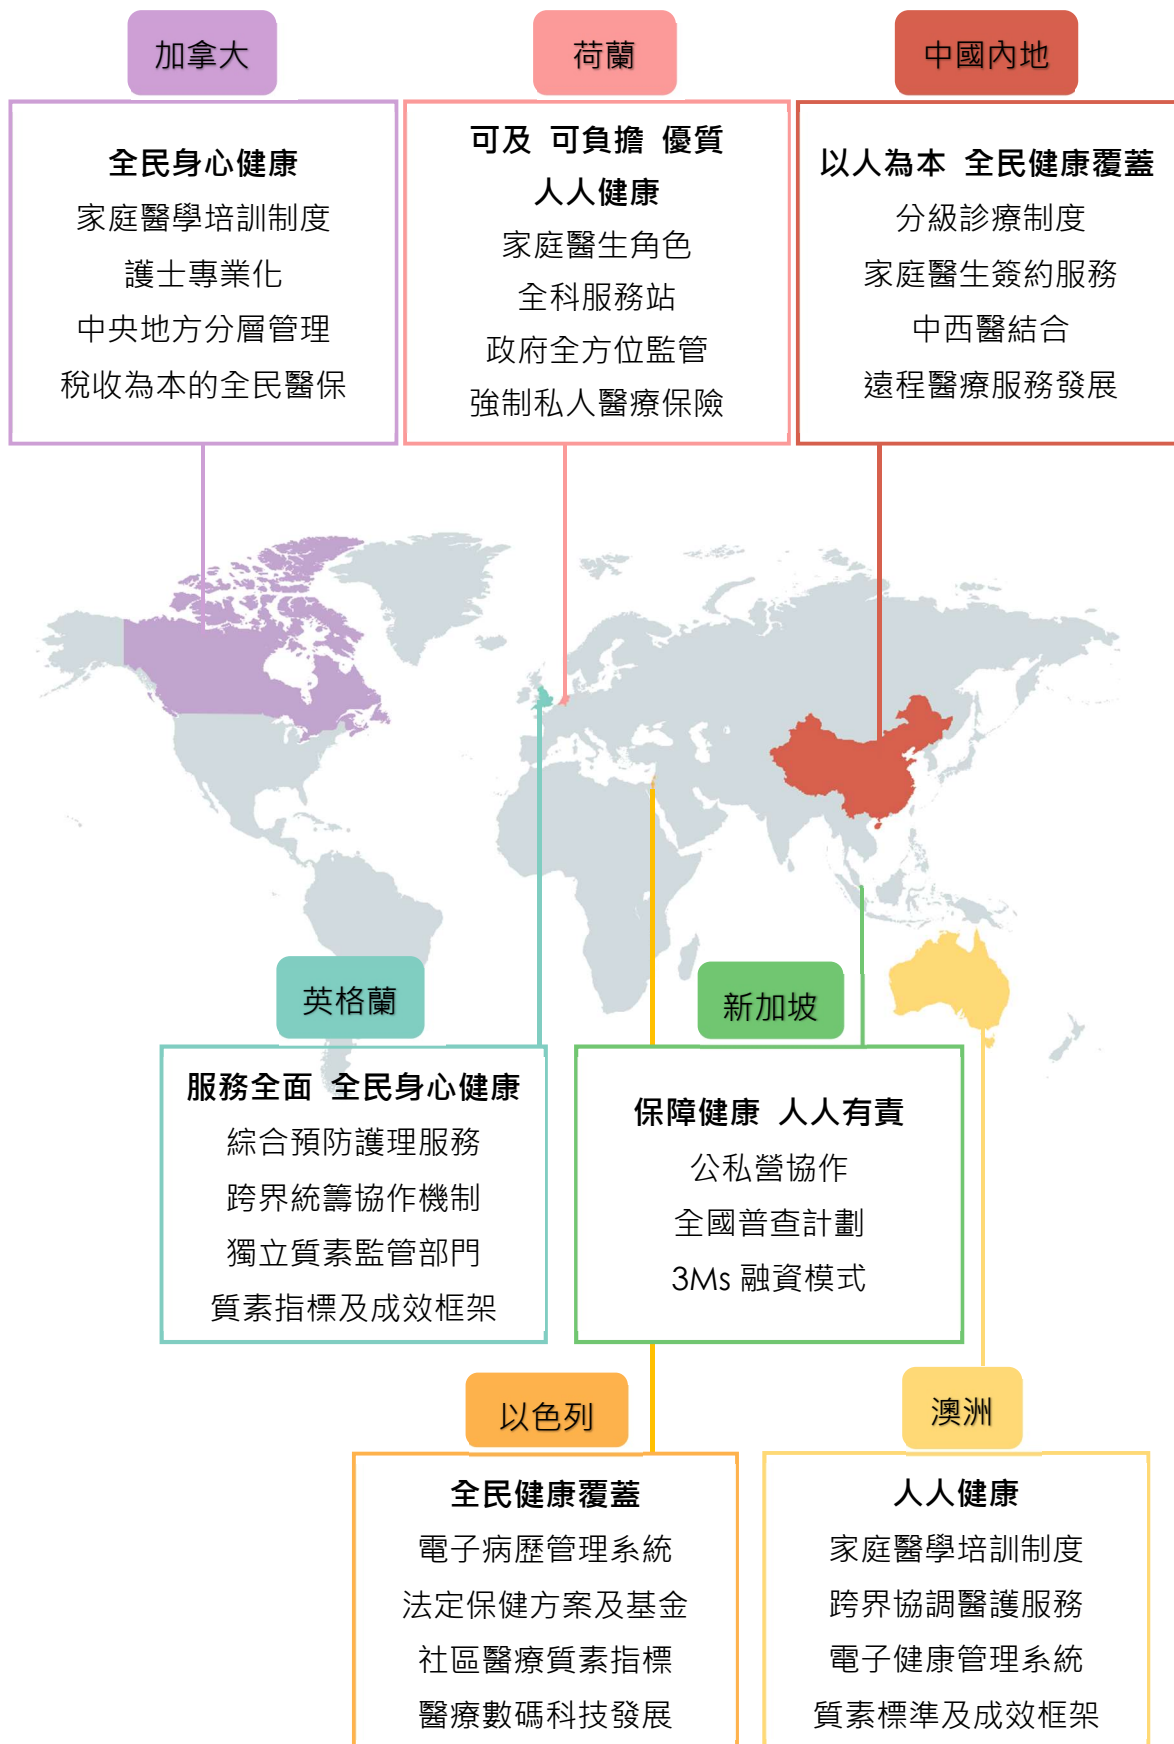 加拿大
全民身心健康
家庭醫學培訓制度
護士專業化
中央地方分層管理
稅收為本的全民醫保
荷蘭
可及 可負擔 優質
人人健康
家庭醫生角色
全科服務站
政府全方位監管
強制私人醫療保險
中國內地
以人為本 全民健康覆蓋
分級診療制度
家庭醫生簽約服務
中西醫結合
遠程醫療服務發展
英格蘭
服務全面 全民身心健康
綜合預防護理服務
跨界統籌協作機制
獨立質素監管部門
質素指標及成效框架
新加坡
保障健康 人人有責
公私營協作
全國普查計劃
3Ms 融資模式
以色列
全民健康覆蓋
電子病歷管理系統
法定保健方案及基金
社區醫療質素指標
醫療數碼科技發展
澳洲
人人健康
家庭醫學培訓制度
跨界協調醫護服務
電子健康管理系統
質素標準及成效框架